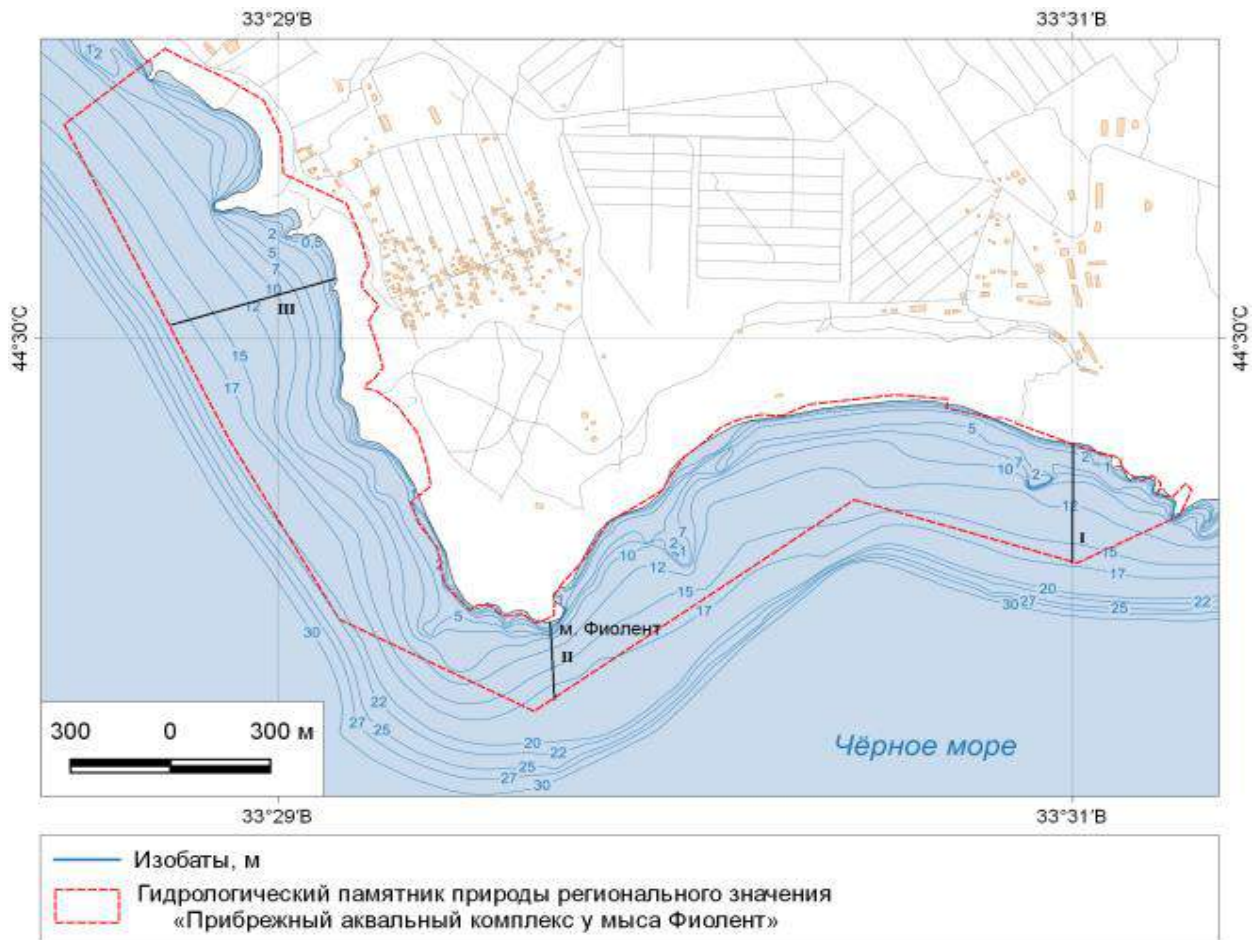 33°29'В 33°31'В
12
2 0,5
5
7
10
12 III
44°30'С 44°30'С
15
17
5
2 1
7
10 2
12
I
15
17
20
30 27 25 22
7
2 1
10
12
15
17
5
м. Фиолент
II
30
22
27 25
20
22
25
27
30
300 0 300 м
Чёрное море
33°29'В 33°31'В
Изобаты, м
Гидрологический памятник природы регионального значения
«Прибрежный аквальный комплекс у мыса Фиолент»